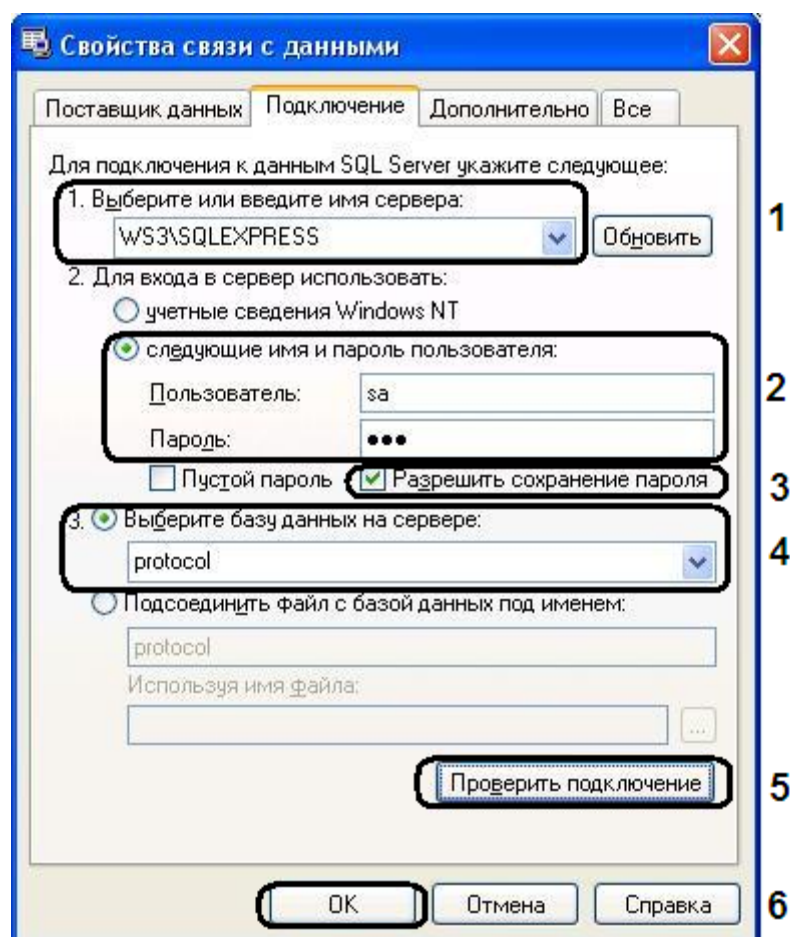 Свойства связи с данными
Поставщик данных Подключение Дополнительно Все
Для подключения к данным SQL Server укажите следующее:
1. Выберите или введите имя сервера:
1
WS3\SQLEXPRESS Обновить
2. Для входа в сервер использовать:
учетные сведения Windows NT
следующие имя и пароль пользователя:
Пользователь: sa
2
Пароль: ●●●
Пустой пароль Разрешить сохранение пароля
3
3. Выберите базу данных на сервере:
4
protocol
Подсоединить файл с базой данных под именем:
protocol
Используя имя файла:
...
Проверить подключение
5
OK Отмена Справка
6